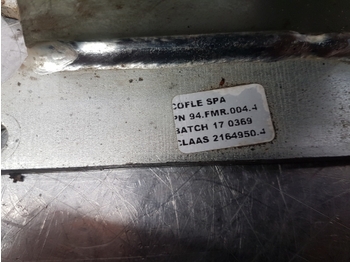 COFLE SPA
PN 94.FMR.004.4
BATCH 17 0369
CLAAS 2164950.4